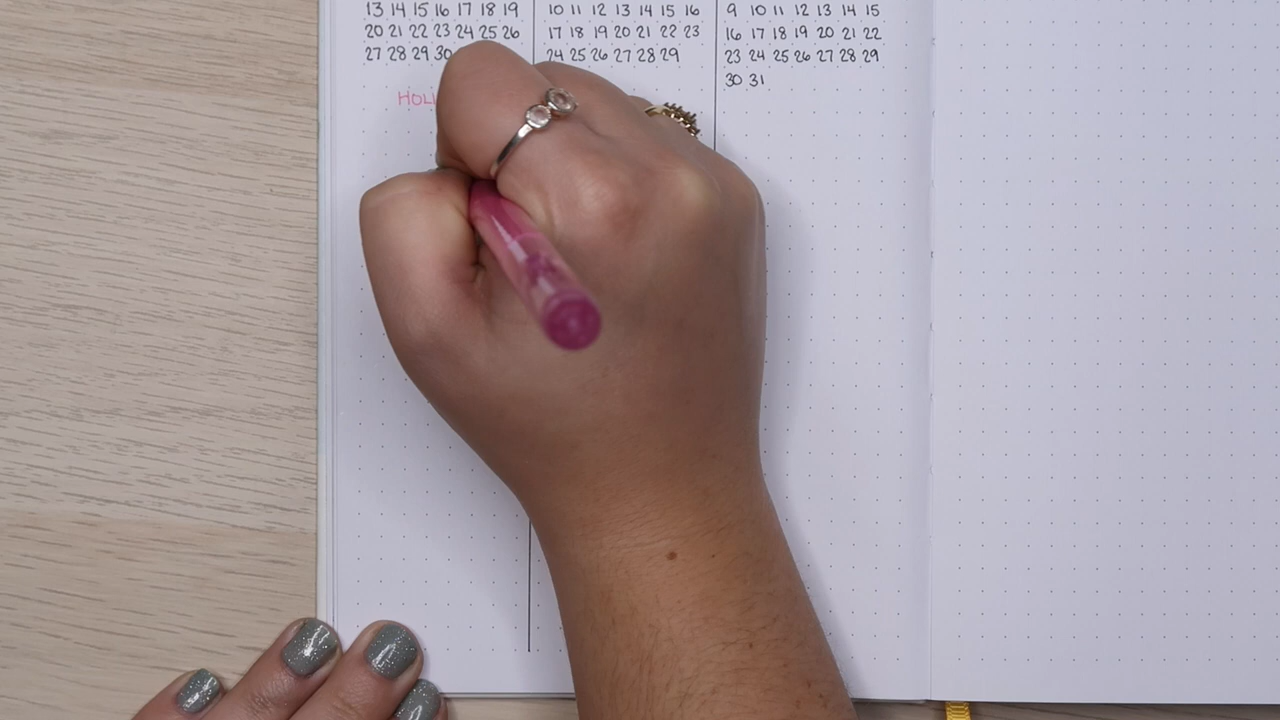 13 14 15 16 17 18 19
20 21 22 23 24 25 26
27 28 29 30
10 11 12 13 14 15 16
17 18 19 20 21 22 23
24 25 26 27 28 29
9 10 11 12 13 14 15
16 17 18 19 20 21 22
23 24 25 26 27 28 29
30 31
HOLI